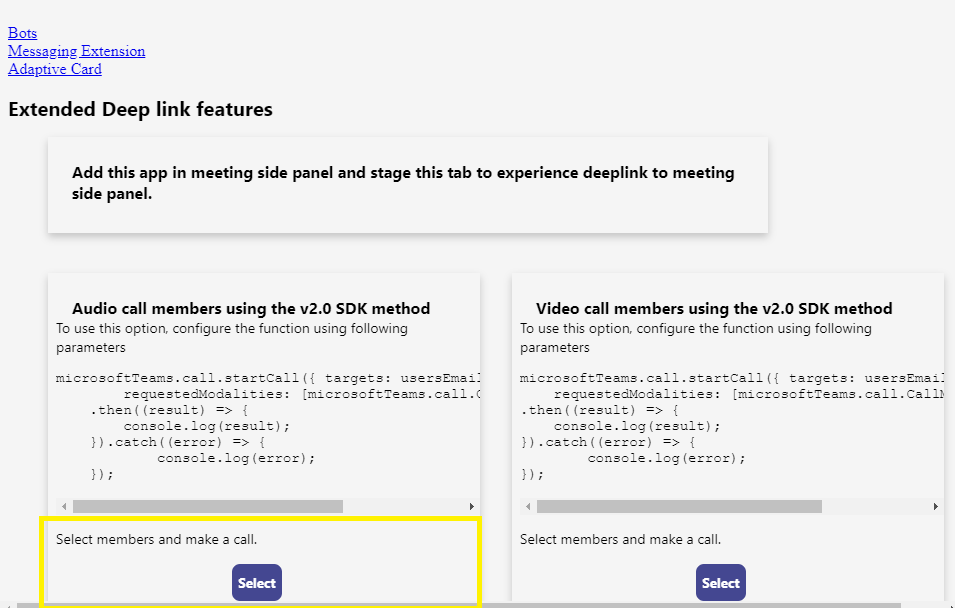 Bots
Messaging Extension
Adaptive Card
Extended Deep link features
Add this app in meeting side panel and stage this tab to experience deeplink to meeting
side panel.
Audio call members using the v2.0 SDK method
To use this option, configure the function using following
parameters
microsoftTeams.call.startCall({ targets: usersEmail
requestedModalities: [microsoftTeams.call.C
.then((result) => {
console.log(result);
}).catch((error) => {
console.log(error);
});
Select members and make a call.
Select
Video call members using the v2.0 SDK method
To use this option, configure the function using following
parameters
microsoftTeams.call.startCall({ targets: usersEmail
requestedModalities: [microsoftTeams.call.CallM
.then((result) => {
console.log(result);
}).catch((error) => {
console.log(error);
});
Select members and make a call.
Select